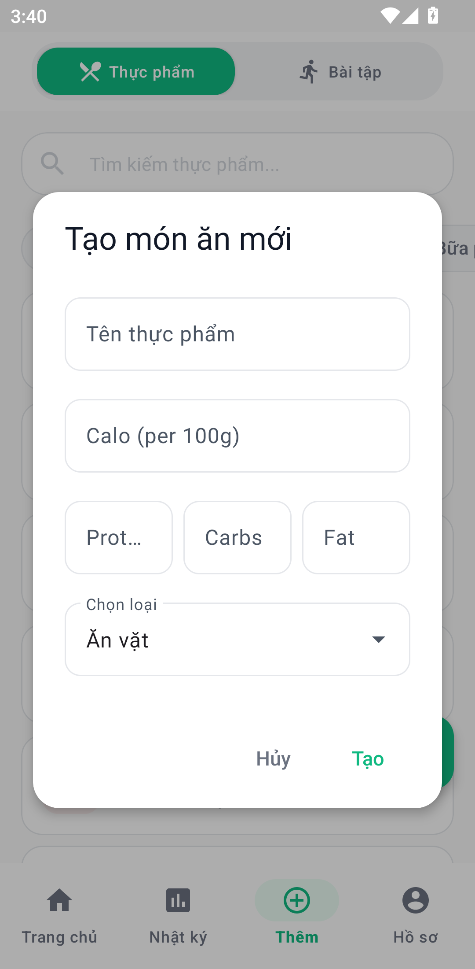 3:40
Thực phẩm
Bài tập
Tìm kiếm thực phẩm...
Bữa
Tạo món ăn mới
Tên thực phẩm
Calo (per 100g)
Prot...
Carbs
Fat
Chọn loại
Ăn vặt
Hủy
Tạo
Trang chủ
Nhật ký
Thêm
Hồ sơ